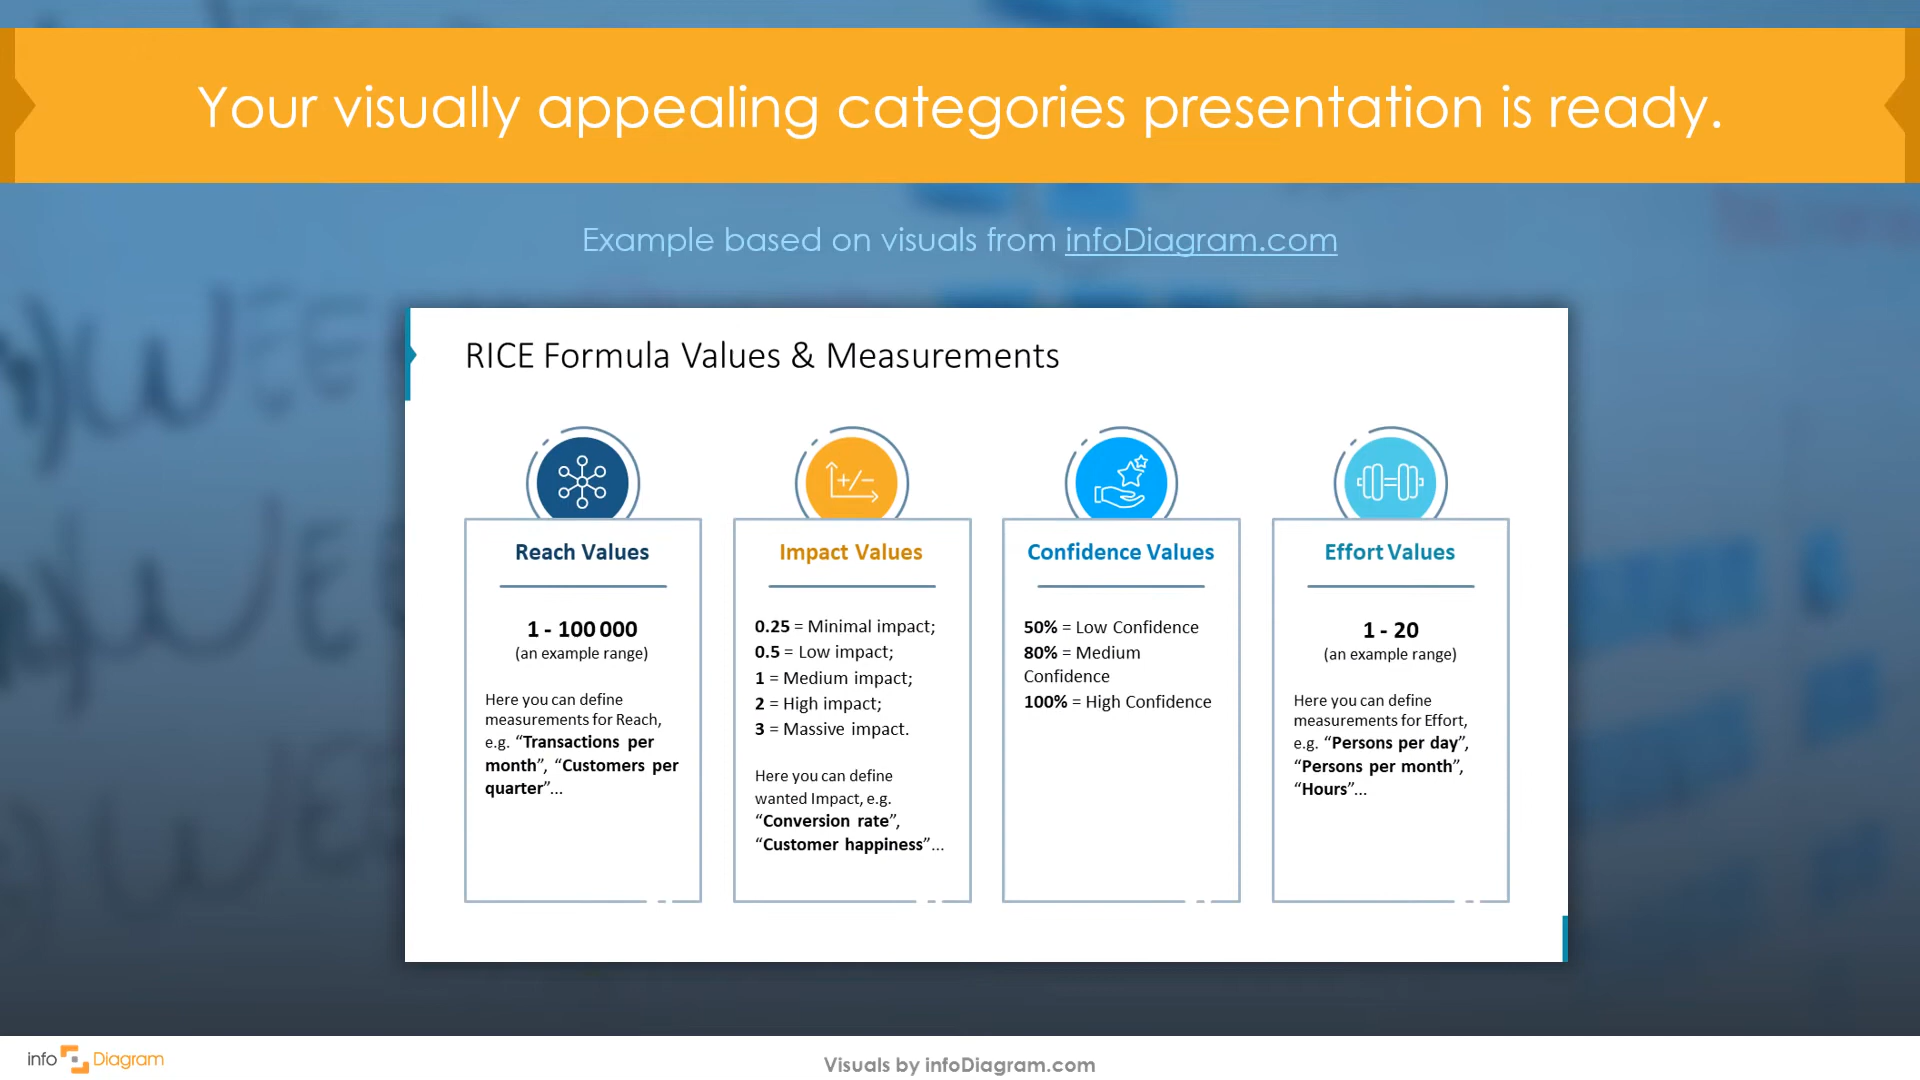 Your visually appealing categories presentation is ready.
Example based on visuals from infoDiagram.com
RICE Formula Values & Measurements
+/−
Reach Values
1 - 100 000
(an example range)
Here you can define
measurements for Reach,
e.g. “Transactions per
month”, “Customers per
quarter”...
Impact Values
0.25 = Minimal impact;
0.5 = Low impact;
1 = Medium impact;
2 = High impact;
3 = Massive impact.
Here you can define
wanted Impact, e.g.
“Conversion rate”,
“Customer happiness”...
Confidence Values
50% = Low Confidence
80% = Medium
Confidence
100% = High Confidence
Effort Values
1 - 20
(an example range)
Here you can define
measurements for Effort,
e.g. “Persons per day”,
“Persons per month”,
“Hours”...
info Diagram
Visuals by infoDiagram.com